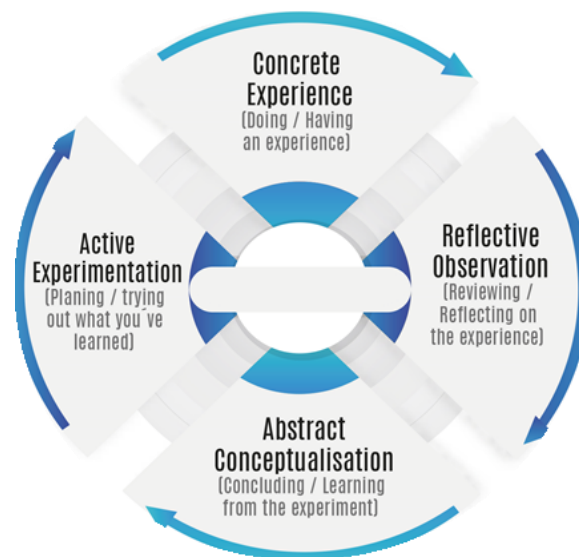 Concrete
Experience
(Doing / Having
an experience)
Reflective
Observation
(Reviewing /
Reflecting on
the experience)
Abstract
Conceptualisation
(Concluding / Learning
from the experiment)
Active
Experimentation
(Planing / trying
out what you´ve
learned)